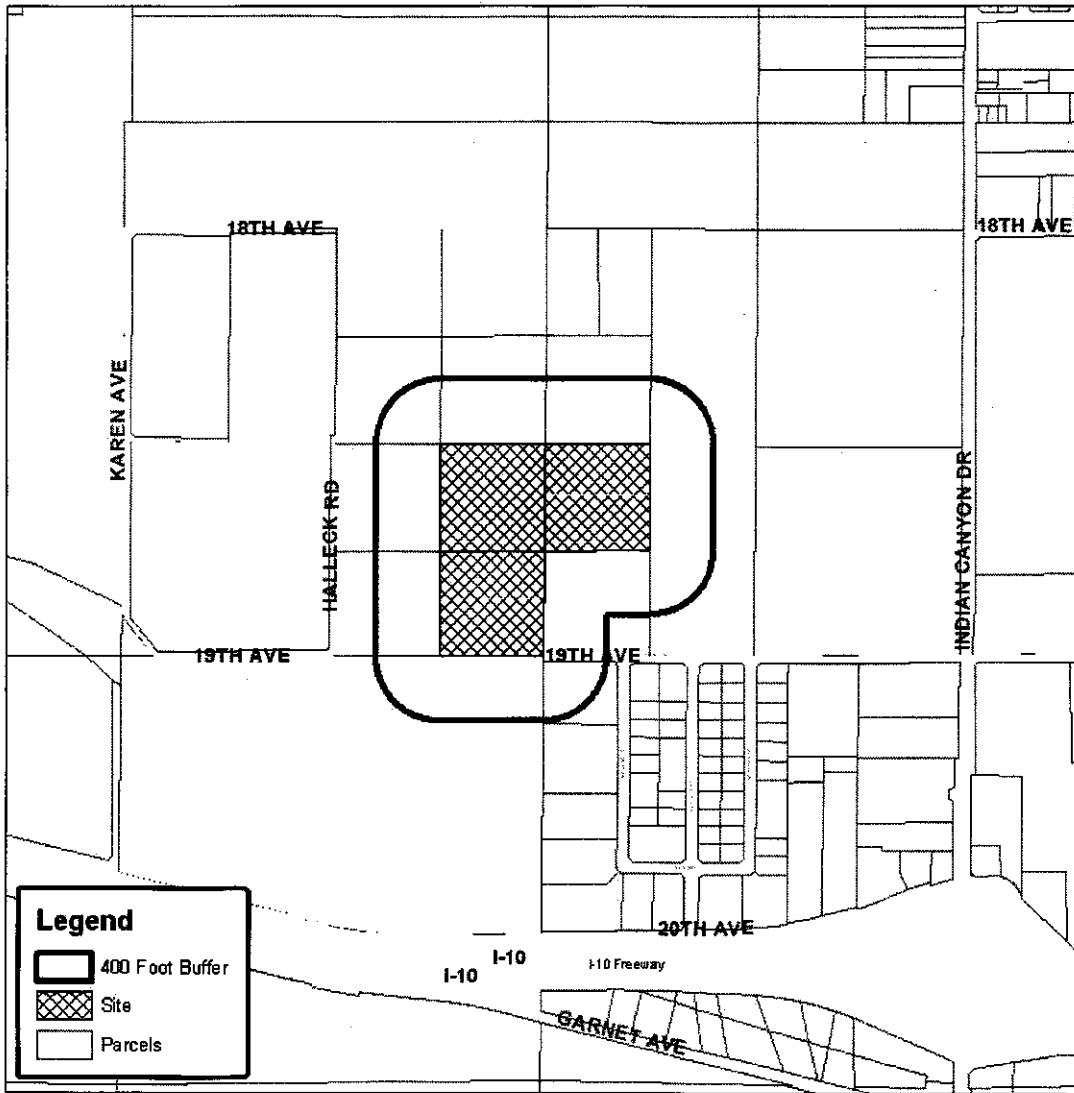 18TH AVE
18TH AVE
KAREN AVE
HALLECK RD
INDIAN CANYON DR
19TH AVE
19TH AVE
20TH AVE
I-10
I-10
I-10 Freeway
GARNET AVE
Legend
400 Foot Buffer
Site
Parcels